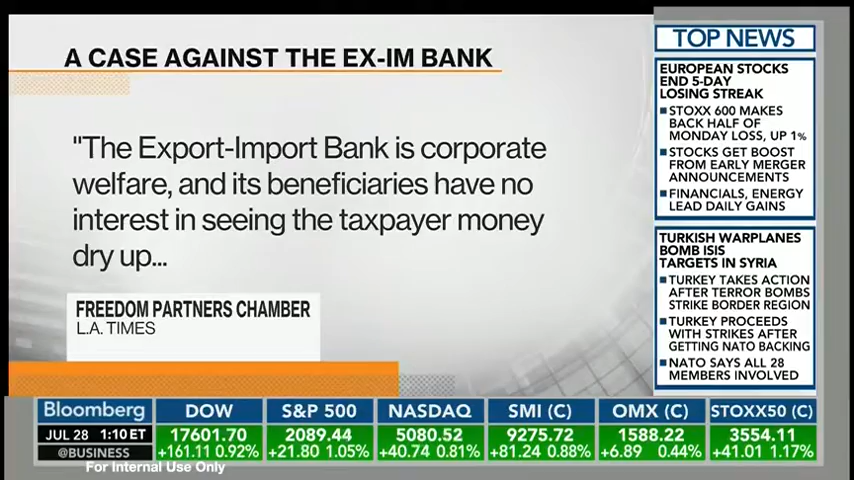 A CASE AGAINST THE EX-IM BANK
"The Export-Import Bank is corporate
welfare, and its beneficiaries have no
interest in seeing the taxpayer money
dry up...
FREEDOM PARTNERS CHAMBER
L.A. TIMES
TOP NEWS
EUROPEAN STOCKS
END 5-DAY
LOSING STREAK
■ STOXX 600 MAKES
BACK HALF OF
MONDAY LOSS, UP 1%
■ STOCKS GET BOOST
FROM EARLY MERGER
ANNOUNCEMENTS
■ FINANCIALS, ENERGY
LEAD DAILY GAINS
TURKISH WARPLANES
BOMB ISIS
TARGETS IN SYRIA
■ TURKEY TAKES ACTION
AFTER TERROR BOMBS
STRIKE BORDER REGION
■ TURKEY PROCEEDS
WITH STRIKES AFTER
GETTING NATO BACKING
■ NATO SAYS ALL 28
MEMBERS INVOLVED
Bloomberg DOW S&P 500 NASDAQ SMI (C) OMX (C) STOXX50 (C)
JUL 28 1:10 ET 17601.70 2089.44 5080.52 9275.72 1588.22 3554.11
@BUSINESS +161.11 0.92% +21.80 1.05% +40.74 0.81% +81.24 0.88% +6.89 0.44% +41.01 1.17%
For Internal Use Only